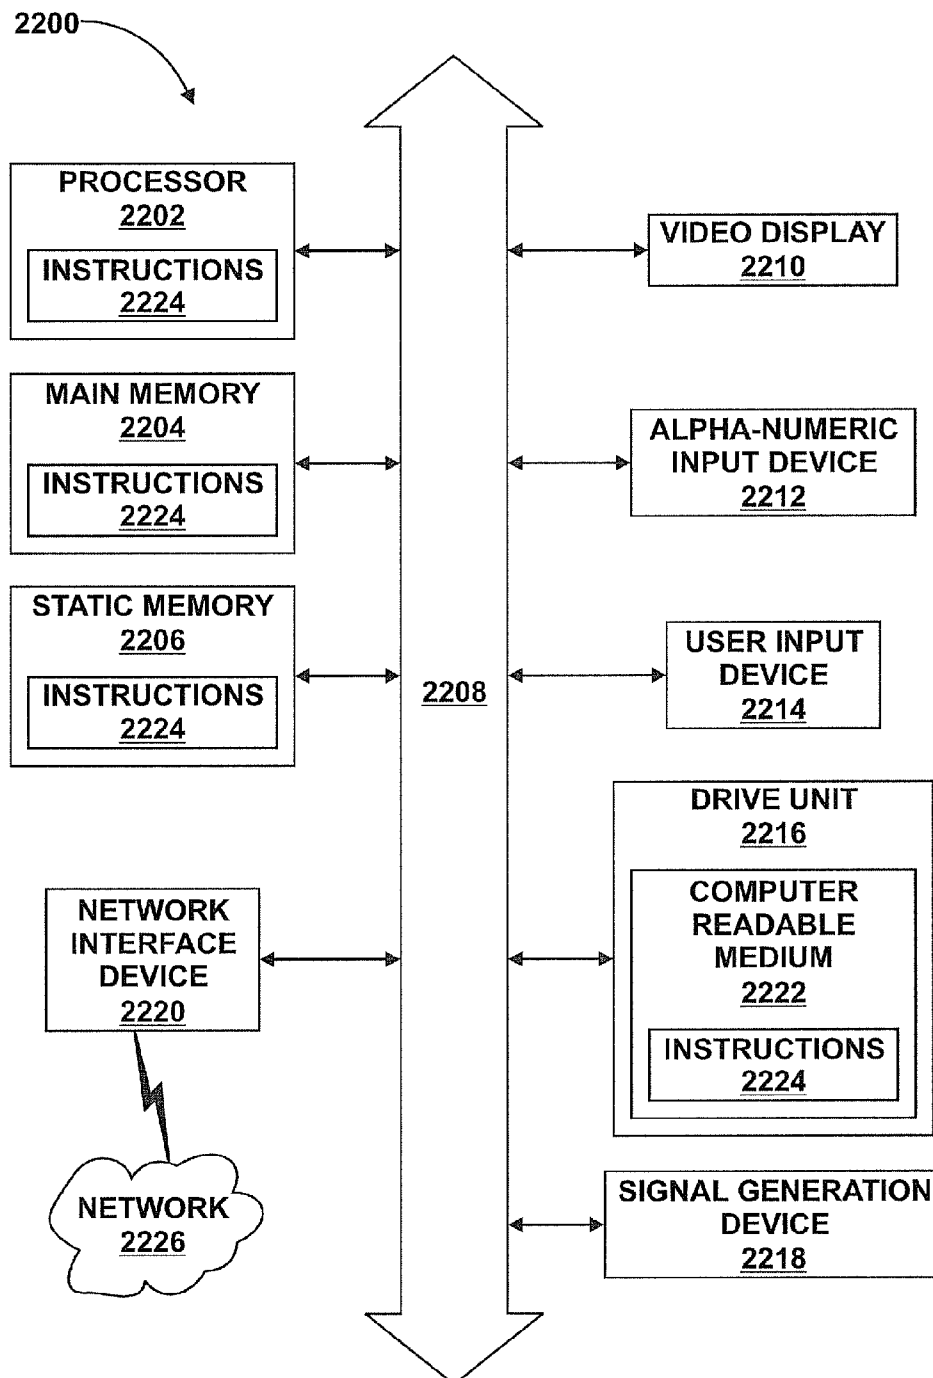 2200
PROCESSOR
2202
INSTRUCTIONS
2224
MAIN MEMORY
2204
INSTRUCTIONS
2224
STATIC MEMORY
2206
INSTRUCTIONS
2224
NETWORK
INTERFACE
DEVICE
2220
NETWORK
2226
2208
VIDEO DISPLAY
2210
ALPHA-NUMERIC
INPUT DEVICE
2212
USER INPUT
DEVICE
2214
DRIVE UNIT
2216
COMPUTER
READABLE
MEDIUM
2222
INSTRUCTIONS
2224
SIGNAL GENERATION
DEVICE
2218